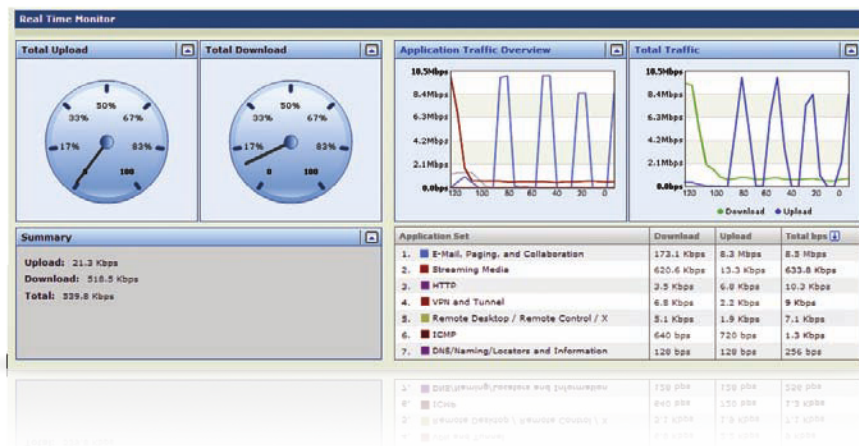 Real Time Monitor
Total Upload
Total Download
Application Traffic Overview
Total Traffic
50%
33%
67%
17%
83%
0
100
50%
33%
67%
17%
83%
0
100
10.5Mbps
8.4Mbps
6.3Mbps
4.2Mbps
2.1Mbps
0.0bps
120 100 80 60 40 20 0
10.5Mbps
8.4Mbps
6.3Mbps
4.2Mbps
2.1Mbps
0.0bps
120 100 80 60 40 20 0
Download Upload
Summary
Upload: 21.3 Kbps
Download: 518.5 Kbps
Total: 539.8 Kbps
Application Set Download Upload Total bps
1. E-Mail, Paging, and Collaboration 173.1 Kbps 8.3 Mbps 8.5 Mbps
2. Streaming Media 620.6 Kbps 13.3 Kbps 633.8 Kbps
3. HTTP 3.5 Kbps 6.8 Kbps 10.3 Kbps
4. VPN and Tunnel 6.8 Kbps 2.2 Kbps 9 Kbps
5. Remote Desktop / Remote Control / X 5.1 Kbps 1.9 Kbps 7.1 Kbps
6. ICMP 640 bps 720 bps 1.3 Kbps
7. DNS/Naming/Locators and Information 128 bps 128 bps 256 bps